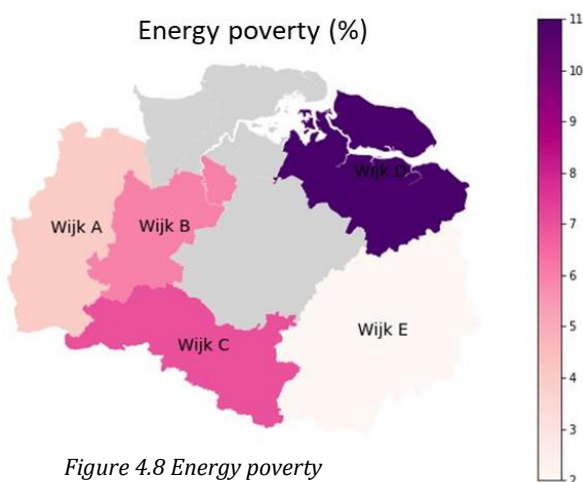 Energy poverty (%)
11
10
9
8
7
6
5
4
3
2
Wijk A
Wijk B
Wijk C
Wijk D
Wijk E
Figure 4.8 Energy poverty